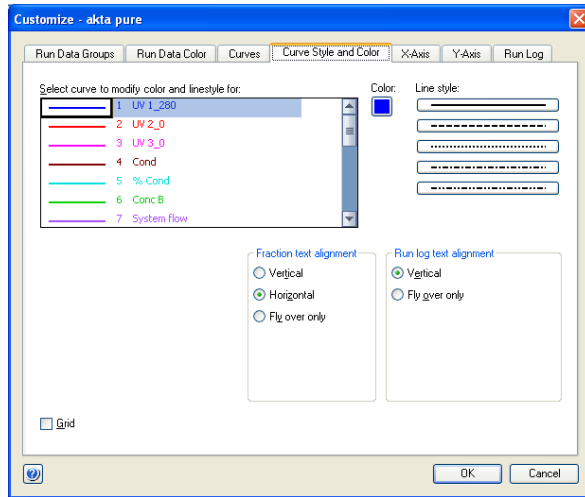 Customize - akta pure
Run Data Groups Run Data Color Curves Curve Style and Color X-Axis Y-Axis Run Log
Select curve to modify color and linestyle for: Color: Line style:
1 UV 1_280
2 UV 2_0
3 UV 3_0
4 Cond
5 % Cond
6 Conc B
7 System flow
Fraction text alignment
Vertical
Horizontal
Fly over only
Run log text alignment
Vertical
Fly over only
Grid
? OK Cancel